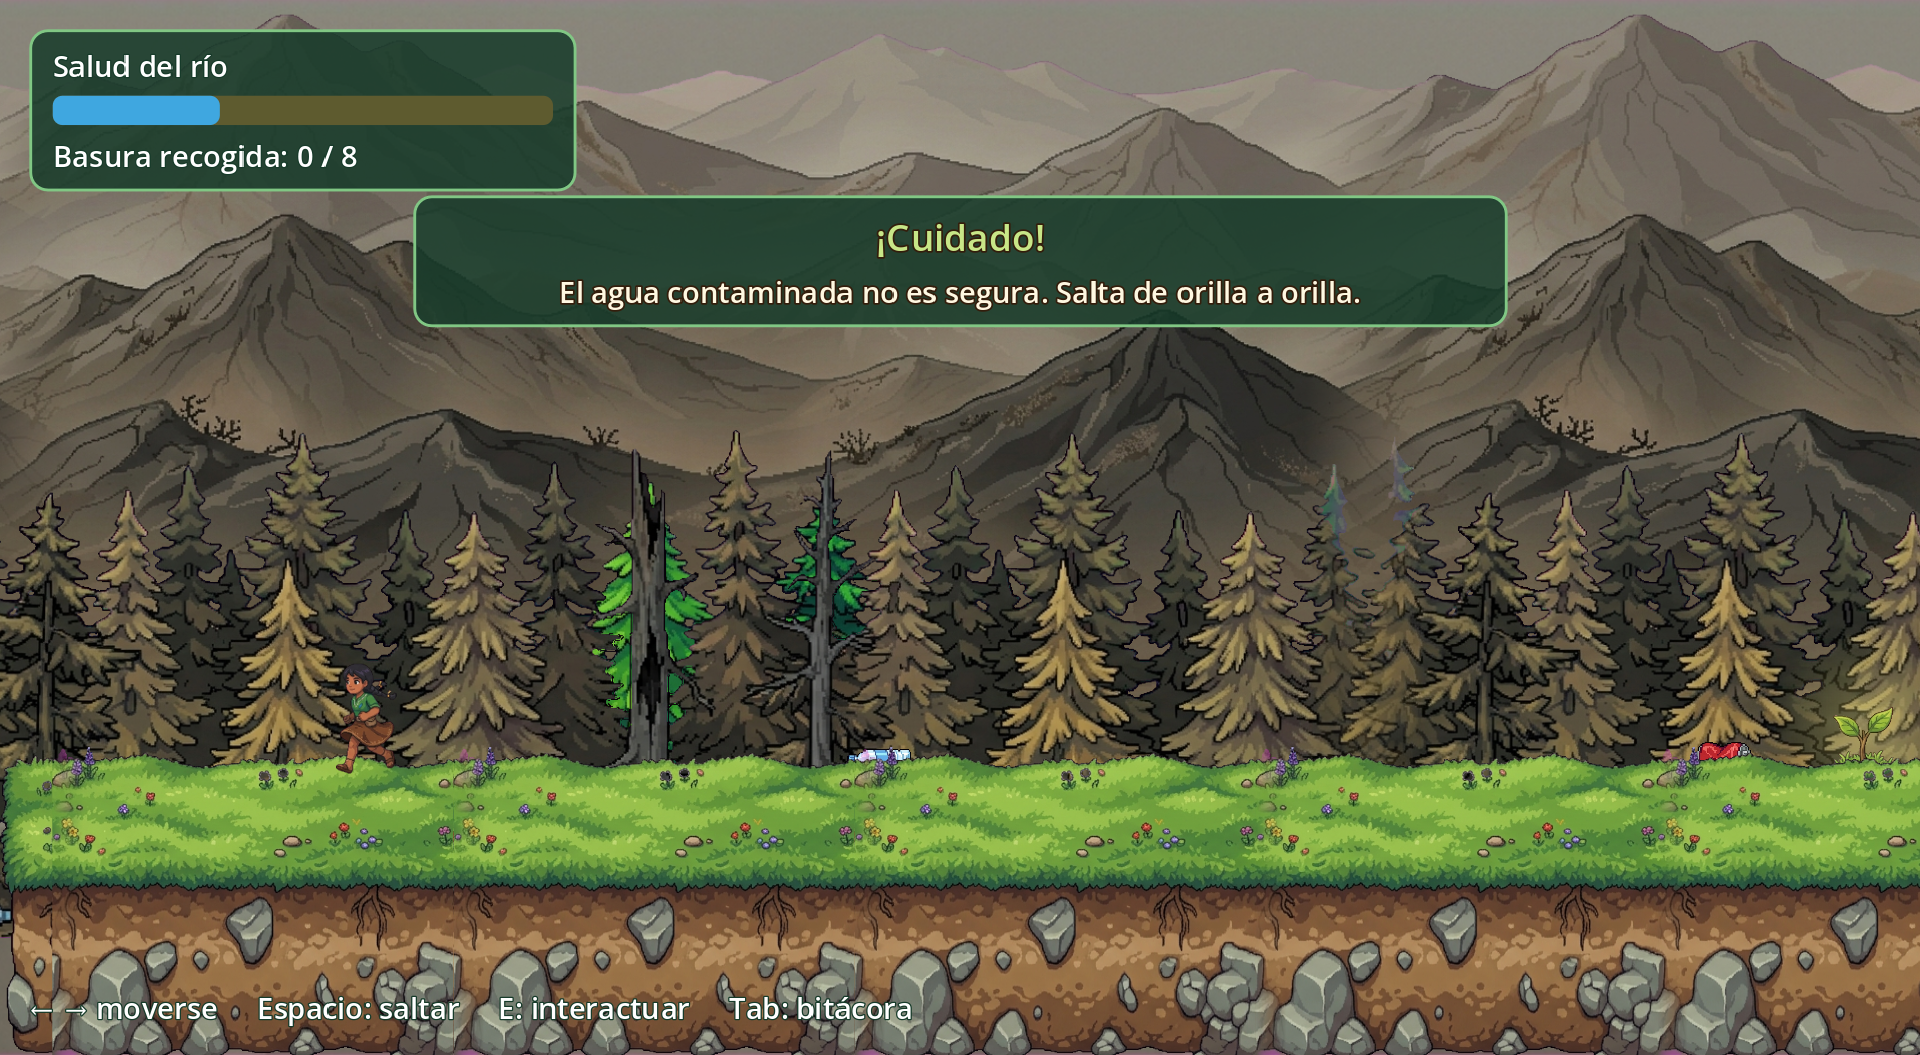 Salud del río
Basura recogida: 0 / 8
¡Cuidado!
El agua contaminada no es segura. Salta de orilla a orilla.
← → moverse Espacio: saltar E: interactuar Tab: bitácora